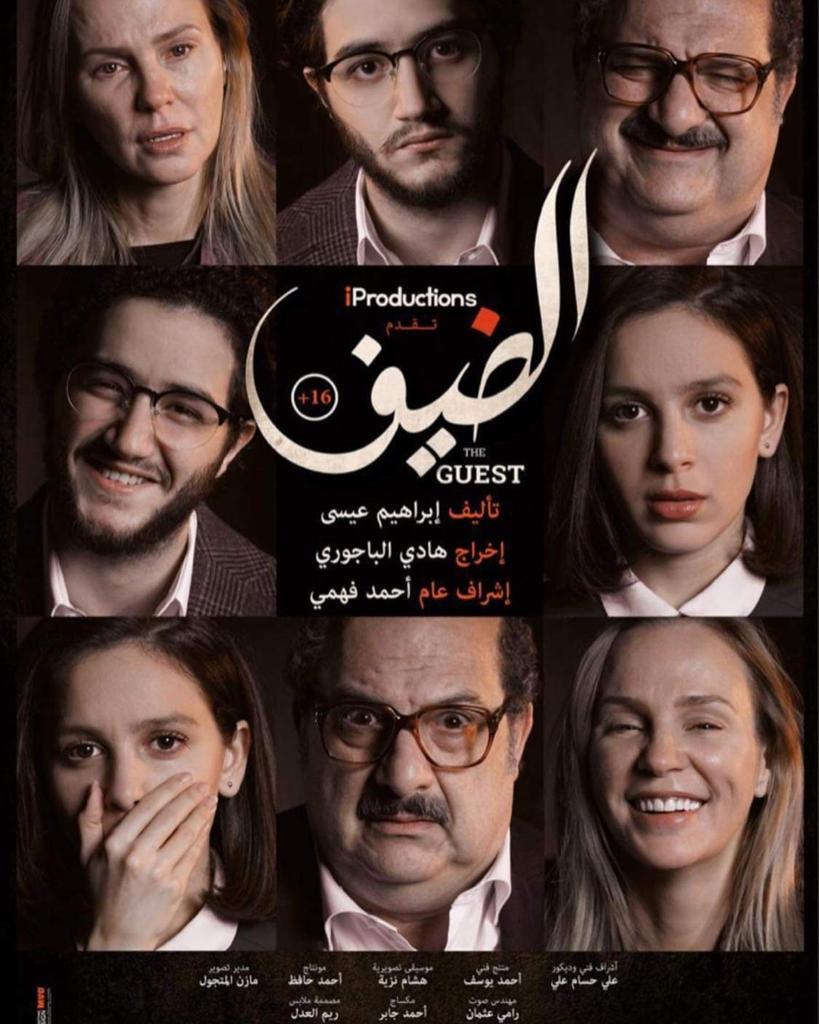 iProductions
تقدم
الضيف
+16
THE
GUEST
تأليف إبراهيم عيسى
إخراج هادي الباجوري
إشراف عام أحمد فهمي
أشراف فني وديكور
علي حسام علي
منتج فني
أحمد يوسف
موسيقى تصويرية
هشام نزية
مونتاج
أحمد حافظ
مدير تصوير
مازن المتجول
مهندس صوت
رامي عثمان
مكساج
أحمد جابر
مصممة ملابس
ريم العدل